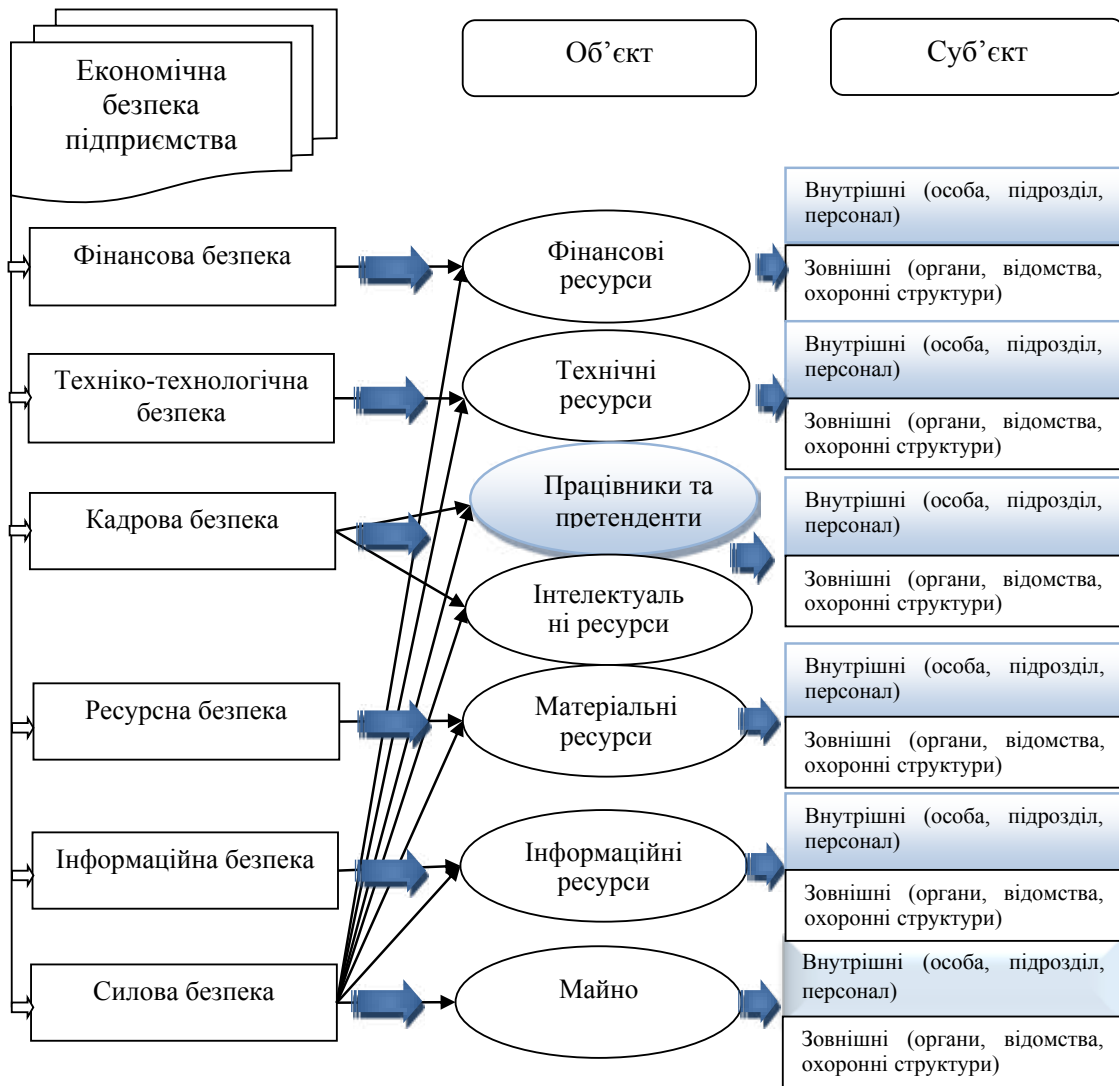 Економічна
безпека
підприємства
Об’єкт
Суб’єкт
Фінансова безпека
Фінансові
ресурси
Внутрішні (особа, підрозділ,
персонал)
Зовнішні (органи, відомства,
охоронні структури)
Техніко-технологічна
безпека
Технічні
ресурси
Внутрішні (особа, підрозділ,
персонал)
Зовнішні (органи, відомства,
охоронні структури)
Кадрова безпека
Працівники та
претенденти
Інтелектуаль
ні ресурси
Внутрішні (особа, підрозділ,
персонал)
Зовнішні (органи, відомства,
охоронні структури)
Ресурсна безпека
Матеріальні
ресурси
Внутрішні (особа, підрозділ,
персонал)
Зовнішні (органи, відомства,
охоронні структури)
Інформаційна безпека
Інформаційні
ресурси
Внутрішні (особа, підрозділ,
персонал)
Зовнішні (органи, відомства,
охоронні структури)
Силова безпека
Майно
Внутрішні (особа, підрозділ,
персонал)
Зовнішні (органи, відомства,
охоронні структури)